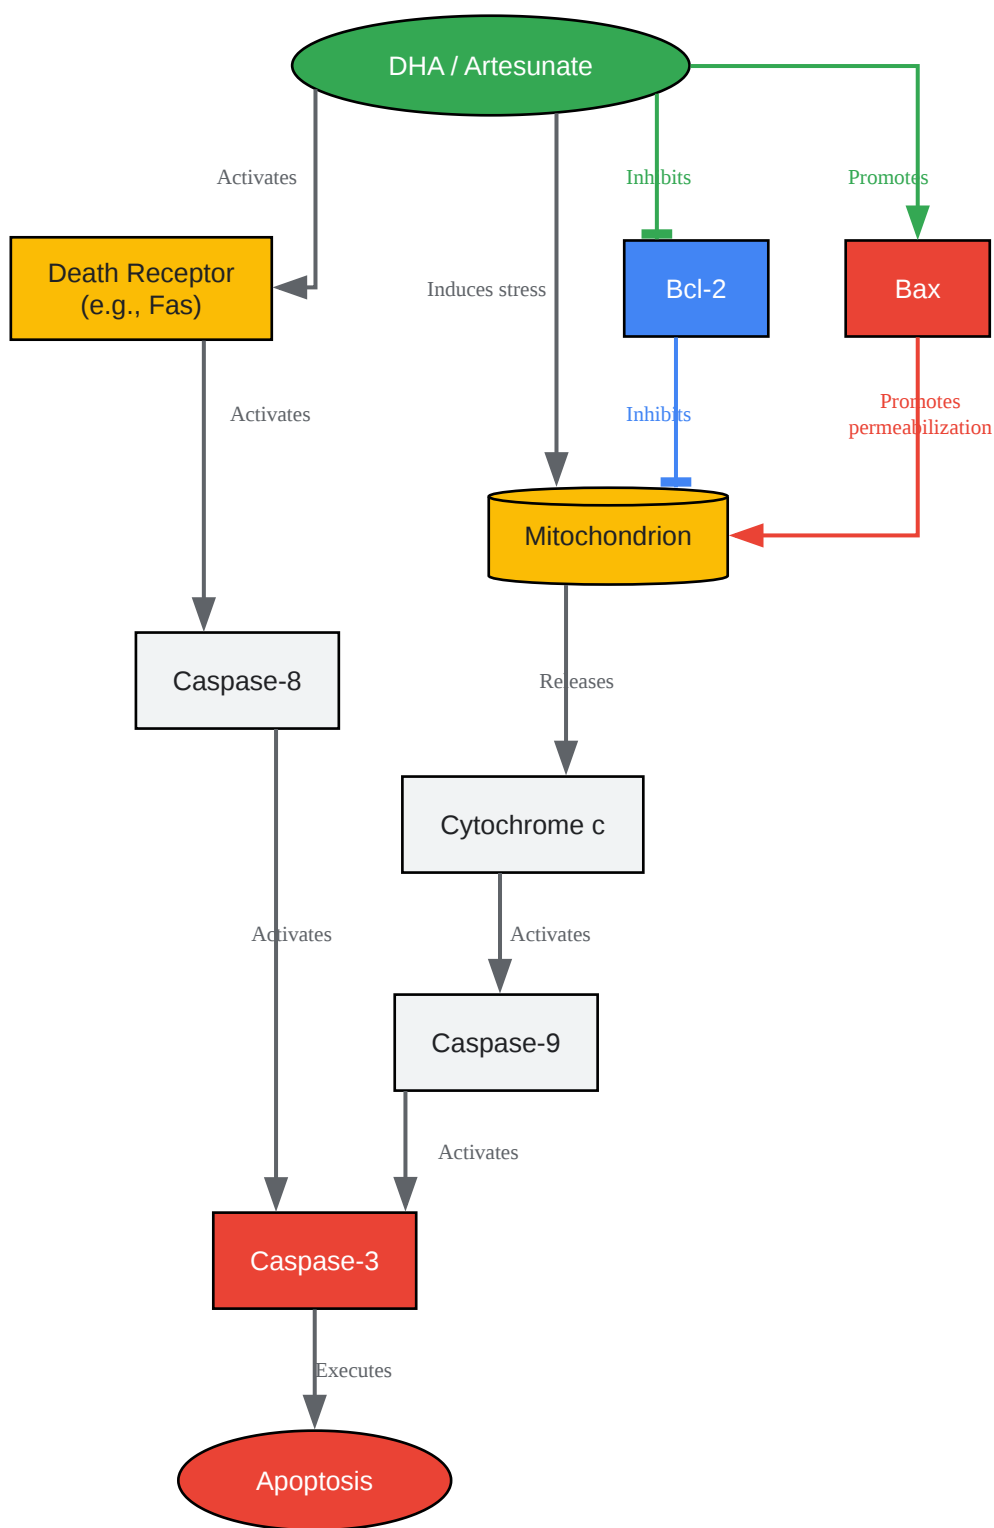 DHA / Artesunate
Activates
Inhibits
Promotes
Death Receptor
(e.g., Fas)
Induces stress
Bcl-2
Bax
Activates
Inhibits
Promotes
permeabilization
Mitochondrion
Caspase-8
Releases
Cytochrome c
Activates
Activates
Caspase-9
Activates
Caspase-3
Executes
Apoptosis